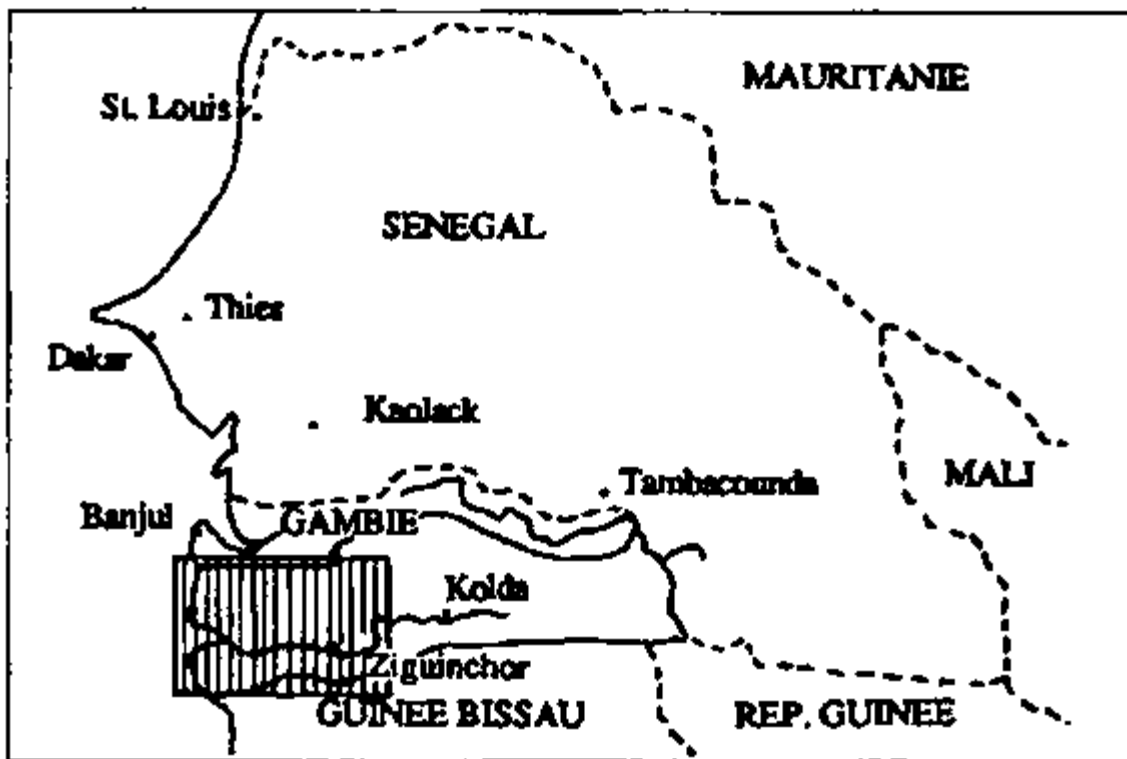 MAURITANIE
St. Louis
SENEGAL
Thies
Dakar
Kaolack
MALI
Tambacounda
Banjul
GAMBIE
Kolda
Ziguinchor
GUINEE BISSAU
REP. GUINEE